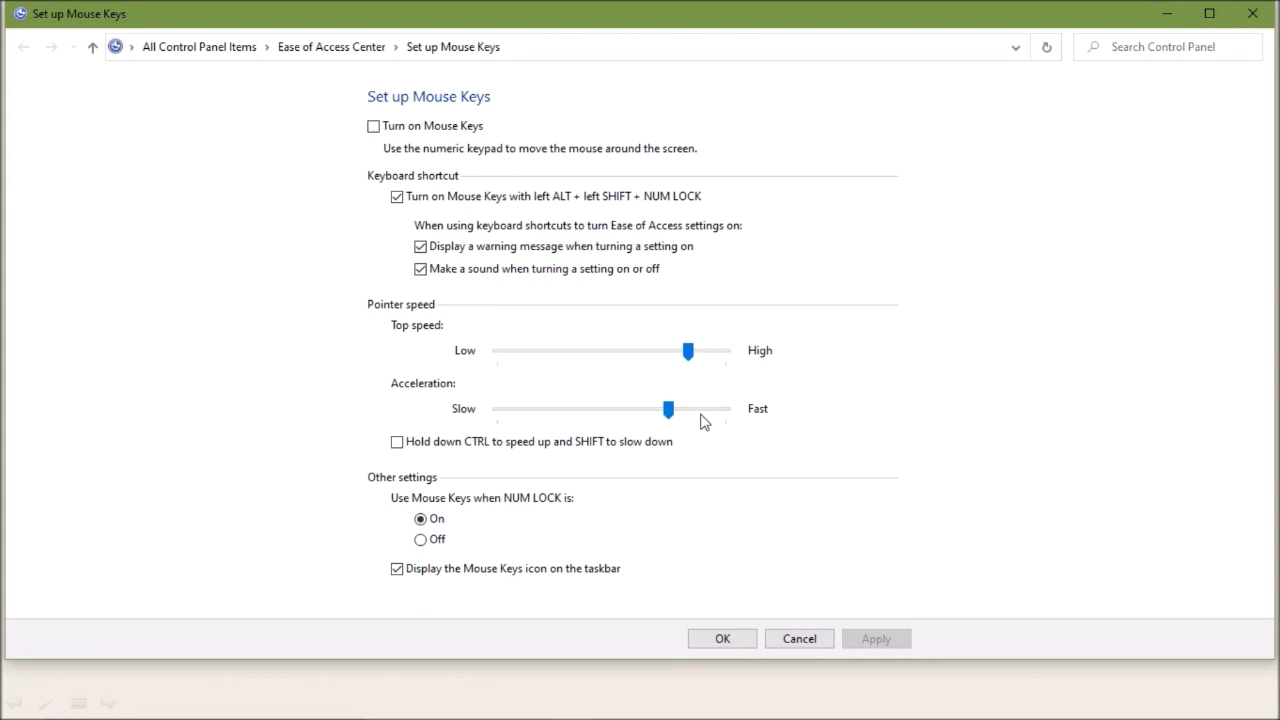 Set up Mouse Keys
All Control Panel Items > Ease of Access Center > Set up Mouse Keys
Search Control Panel
Set up Mouse Keys
Turn on Mouse Keys
Use the numeric keypad to move the mouse around the screen.
Keyboard shortcut
Turn on Mouse Keys with left ALT + left SHIFT + NUM LOCK
When using keyboard shortcuts to turn Ease of Access settings on:
Display a warning message when turning a setting on
Make a sound when turning a setting on or off
Pointer speed
Top speed:
Low High
Acceleration:
Slow Fast
Hold down CTRL to speed up and SHIFT to slow down
Other settings
Use Mouse Keys when NUM LOCK is:
On
Off
Display the Mouse Keys icon on the taskbar
OK Cancel Apply